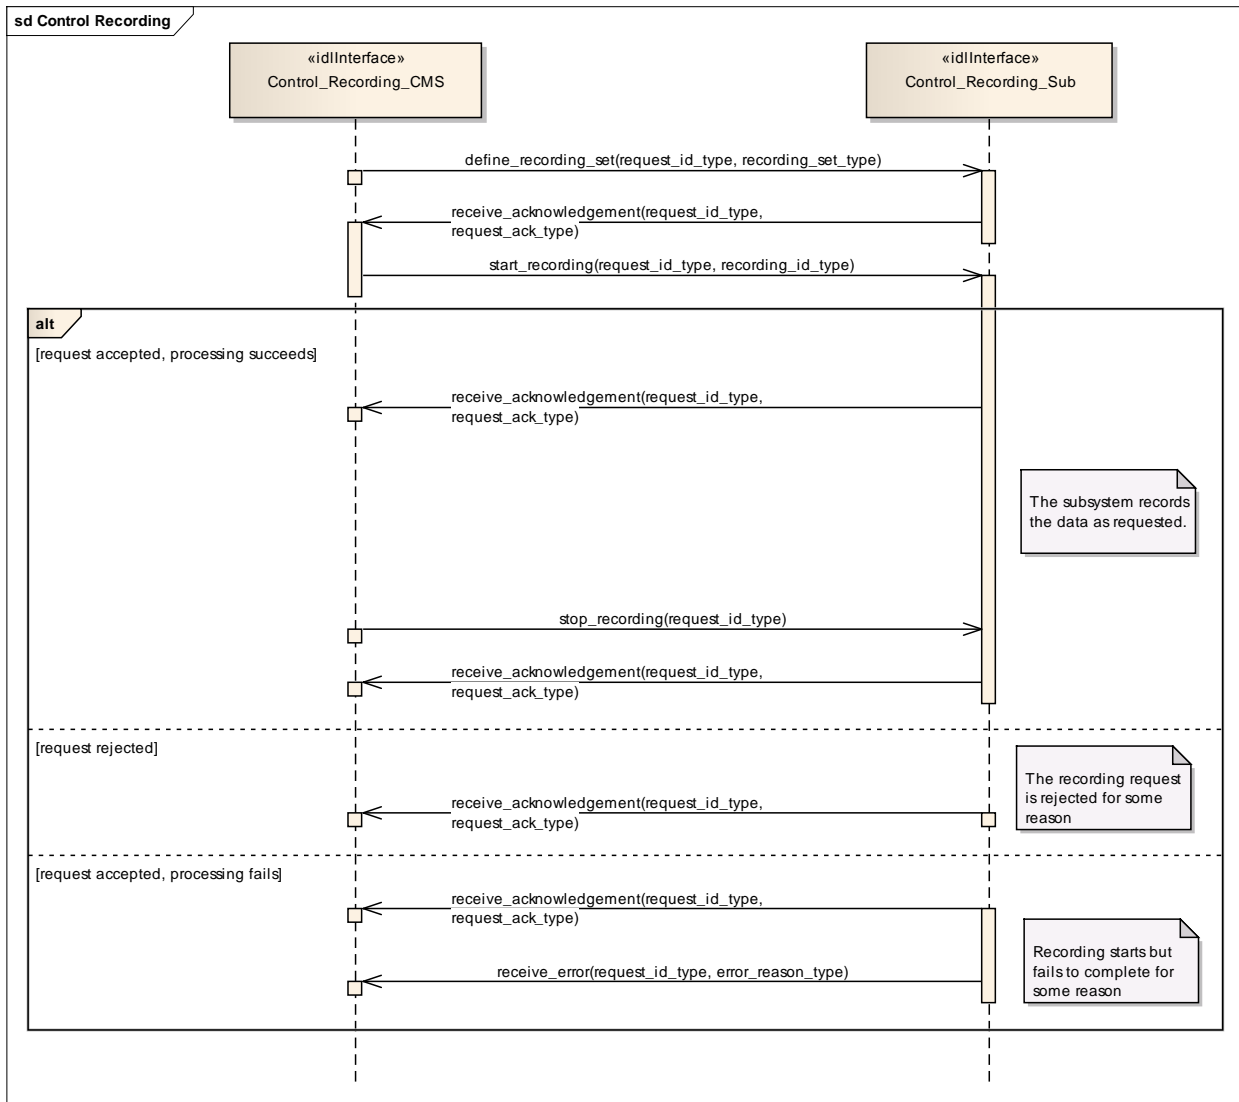 sd Control Recording
«idlInterface»
Control_Recording_CMS
«idlInterface»
Control_Recording_Sub
define_recording_set(request_id_type, recording_set_type)
receive_acknowledgement(request_id_type,
request_ack_type)
start_recording(request_id_type, recording_id_type)
alt
[request accepted, processing succeeds]
receive_acknowledgement(request_id_type,
request_ack_type)
The subsystem records
the data as requested.
stop_recording(request_id_type)
receive_acknowledgement(request_id_type,
request_ack_type)
[request rejected]
The recording request
is rejected for some
reason
receive_acknowledgement(request_id_type,
request_ack_type)
[request accepted, processing fails]
receive_acknowledgement(request_id_type,
request_ack_type)
Recording starts but
fails to complete for
some reason
receive_error(request_id_type, error_reason_type)